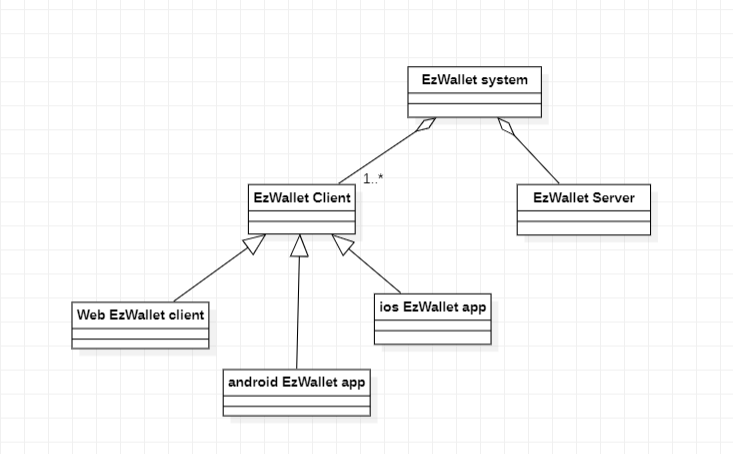 EzWallet system
1..*
EzWallet Client
EzWallet Server
Web EzWallet client
ios EzWallet app
android EzWallet app